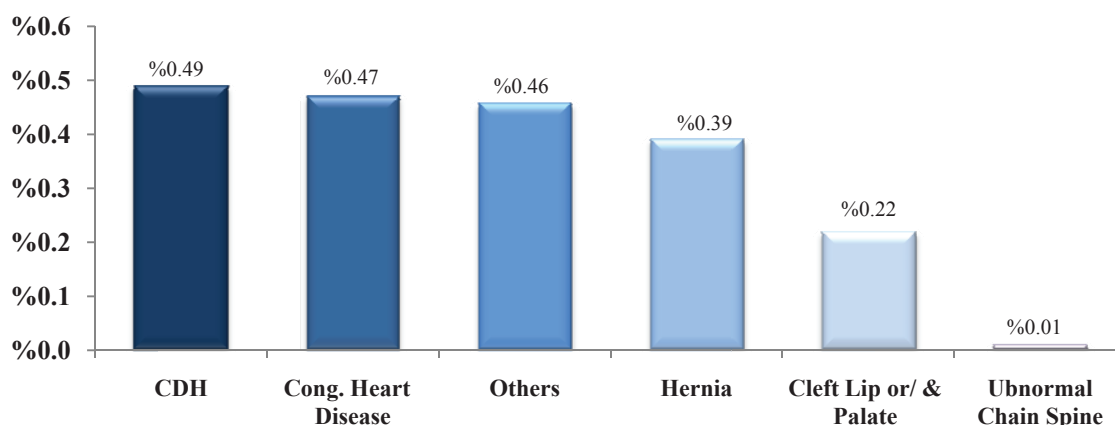 %0.6
%0.5
%0.4
%0.3
%0.2
%0.1
%0.0
%0.49
%0.47
%0.46
%0.39
%0.22
%0.01
CDH
Cong. Heart
Disease
Others
Hernia
Cleft Lip or/ &
Palate
Ubnormal
Chain Spine